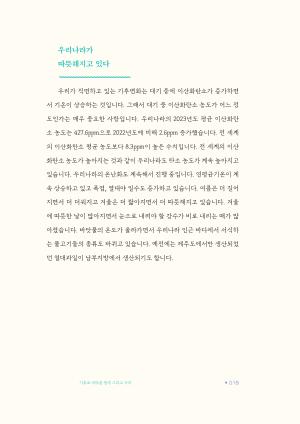 우리나라가
따뜻해지고 있다
우리가 직면하고 있는 기후변화는 대기 중에 이산화탄소가 증가하면
서 기온이 상승하는 것입니다. 그래서 대기 중 이산화탄소 농도가 어느 정
도인가는 매우 중요한 사항입니다. 우리나라의 2023년도 평균 이산화탄
소 농도는 427.6ppm으로 2022년도에 비해 2.6ppm 증가했습니다. 전 세계
의 이산화탄소 평균 농도보다 8.3ppm이 높은 수치입니다. 전 세계의 이산
화탄소 농도가 높아지는 것과 같이 우리나라도 탄소 농도가 계속 높아지고
있습니다. 우리나라의 온난화도 계속해서 진행 중입니다. 연평균기온이 계
속 상승하고 있고 폭염, 열대야 일수도 증가하고 있습니다. 여름은 더 길어
지면서 더 더워지고 겨울은 더 짧아지면서 더 따뜻해지고 있습니다. 겨울
에 따뜻한 날이 많아지면서 눈으로 내려야 할 강수가 비로 내리는 때가 많
아졌습니다. 바닷물의 온도가 올라가면서 우리나라 인근 바다에서 서식하
는 물고기들의 종류도 바뀌고 있습니다. 예전에는 제주도에서만 생산되었
던 열대과일이 남부지방에서 생산되기도 합니다.